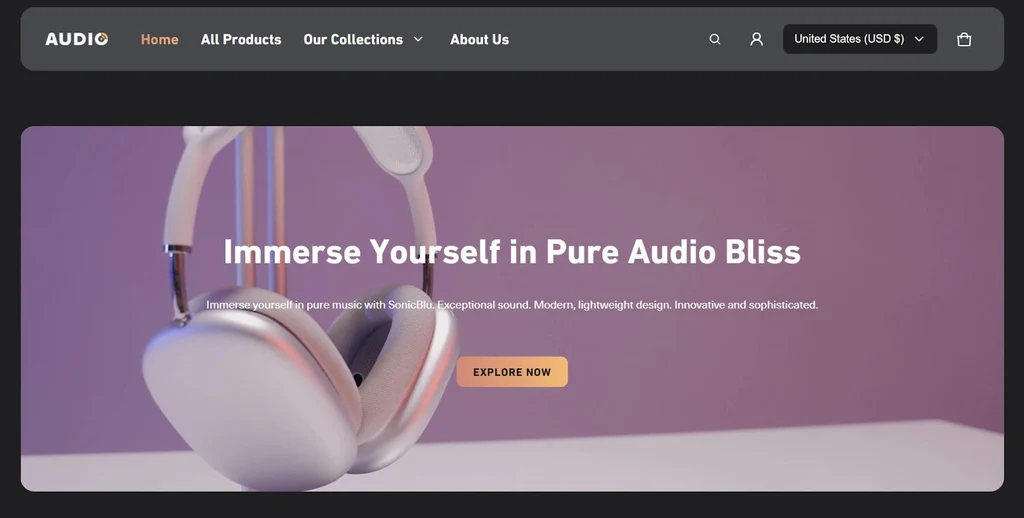 AUDIO
Home
All Products
Our Collections
About Us
United States (USD $)
Immerse Yourself in Pure Audio Bliss
Immerse yourself in pure music with SonicBlu. Exceptional sound. Modern, lightweight design. Innovative and sophisticated.
EXPLORE NOW